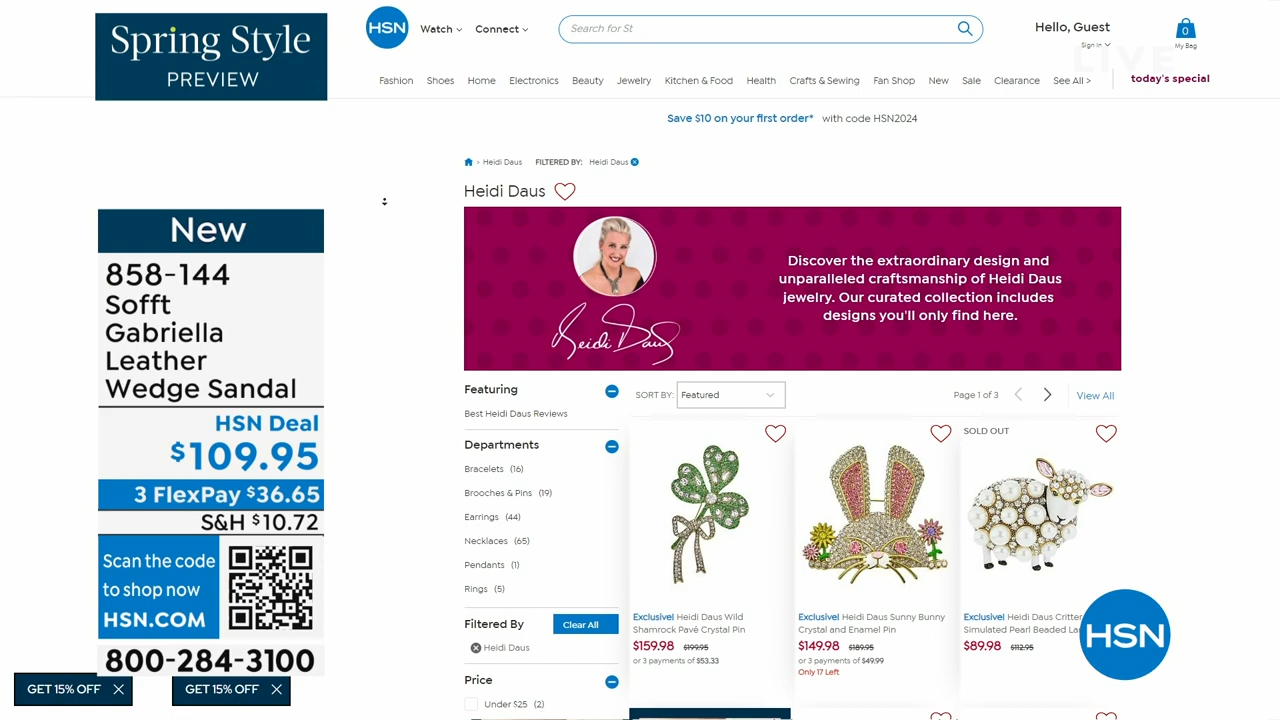 Spring Style
PREVIEW
HSN
Watch
Connect
Search for St
Hello, Guest
Sign In
0
My Bag
LIVE
Fashion
Shoes
Home
Electronics
Beauty
Jewelry
Kitchen & Food
Health
Crafts & Sewing
Fan Shop
New
Sale
Clearance
See All >
today's special
Save $10 on your first order* with code HSN2024
> Heidi Daus FILTERED BY: Heidi Daus
Heidi Daus
Heidi Daus
Discover the extraordinary design and
unparalleled craftsmanship of Heidi Daus
jewelry. Our curated collection includes
designs you'll only find here.
New
858-144
Sofft
Gabriella
Leather
Wedge Sandal
HSN Deal
$109.95
3 FlexPay $36.65
S&H $10.72
Scan the code
to shop now
HSN.COM
800-284-3100
GET 15% OFF
GET 15% OFF
Featuring
Best Heidi Daus Reviews
Departments
Bracelets (16)
Brooches & Pins (19)
Earrings (44)
Necklaces (65)
Pendants (1)
Rings (5)
Filtered By
Clear All
Heidi Daus
Price
Under $25 (2)
SORT BY: Featured
Page 1 of 3
View All
Exclusive! Heidi Daus Wild
Shamrock Pavé Crystal Pin
$159.98 $199.95
or 3 payments of $53.33
Exclusive! Heidi Daus Sunny Bunny
Crystal and Enamel Pin
$149.98 $189.95
or 3 payments of $49.99
Only 17 Left
SOLD OUT
Exclusive! Heidi Daus Critter
Simulated Pearl Beaded
$89.98 $112.95
HSN